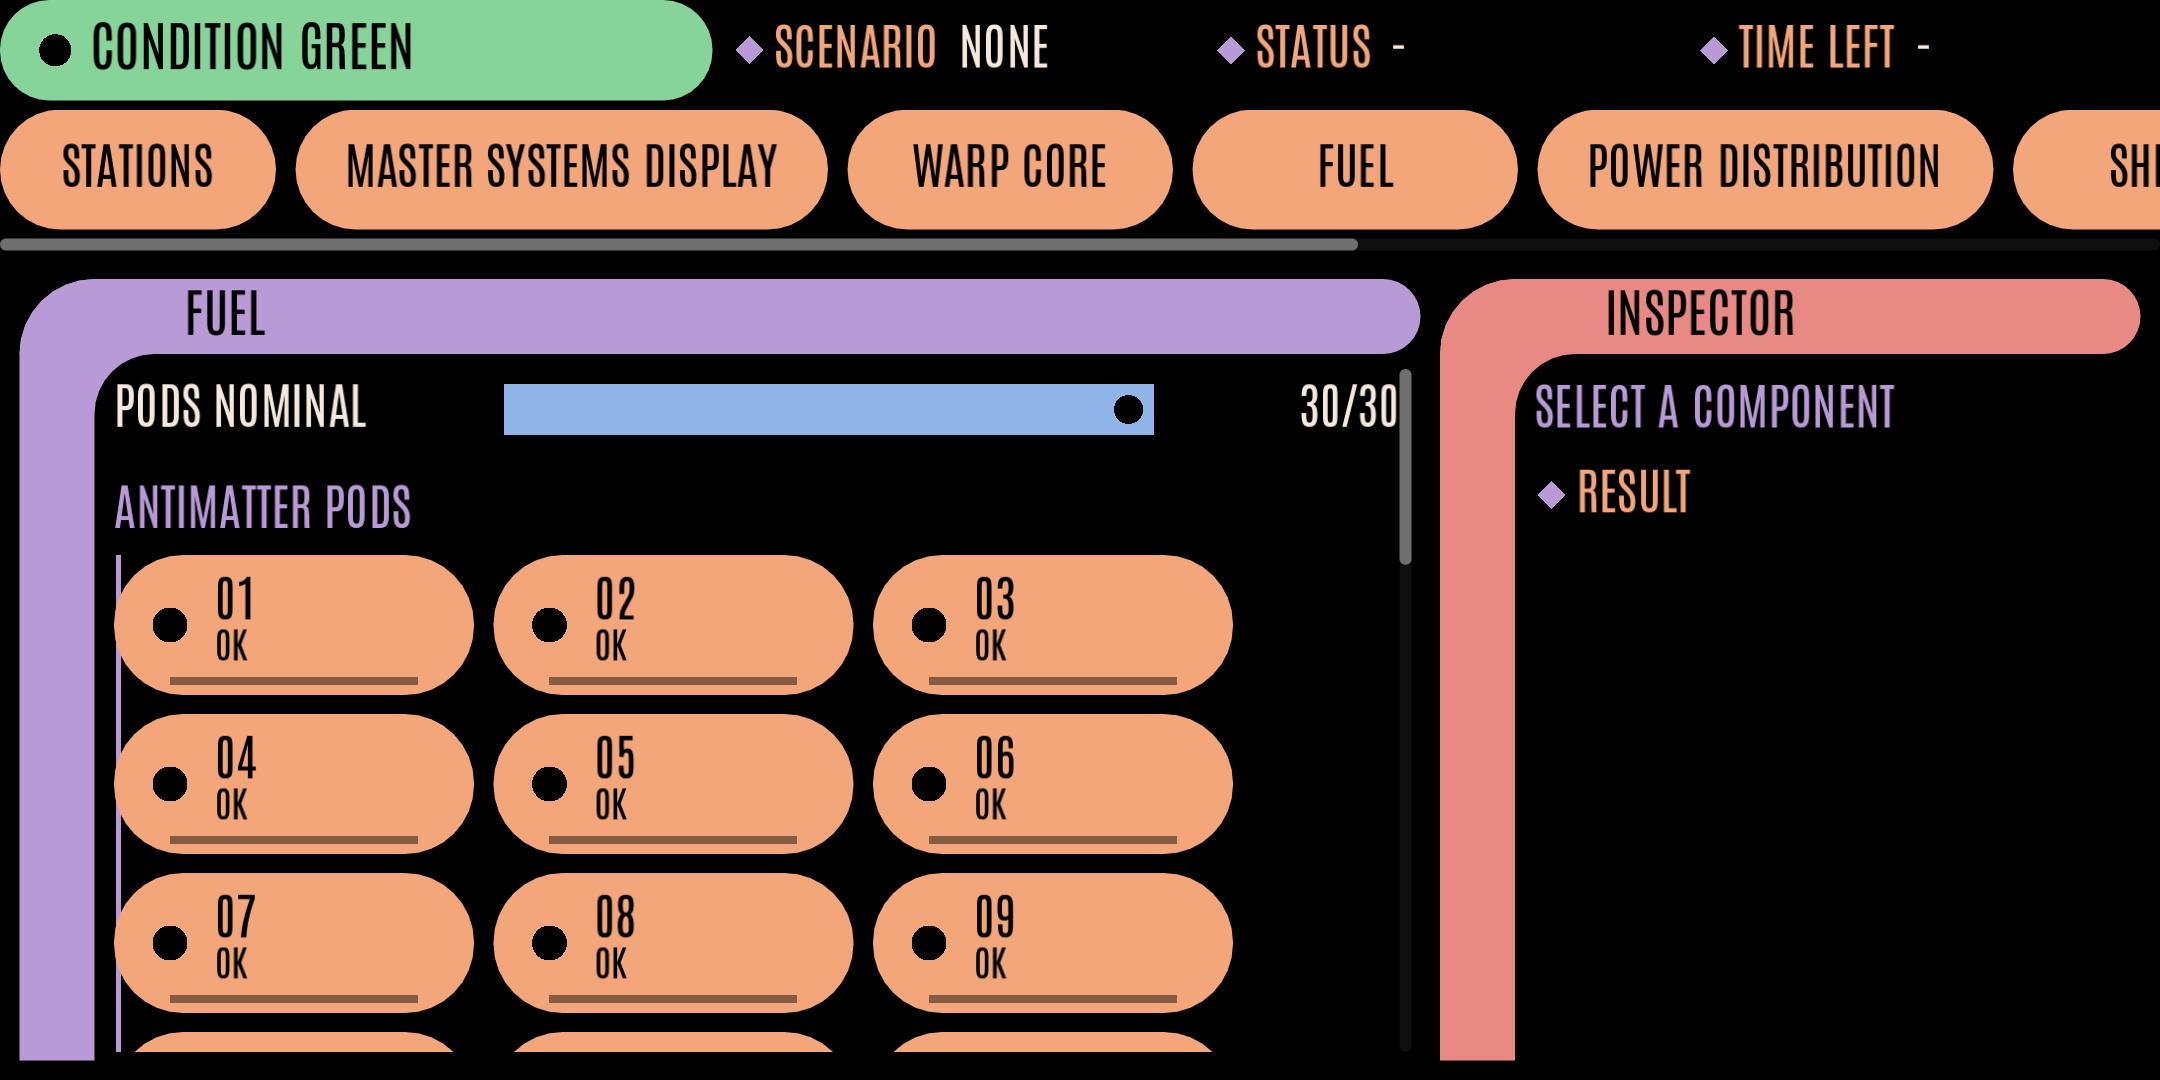 CONDITION GREEN
SCENARIO NONE
STATUS -
TIME LEFT -
STATIONS
MASTER SYSTEMS DISPLAY
WARP CORE
FUEL
POWER DISTRIBUTION
FUEL
PODS NOMINAL
30/30
ANTIMATTER PODS
01
OK
02
OK
03
OK
04
OK
05
OK
06
OK
07
OK
08
OK
09
OK
INSPECTOR
SELECT A COMPONENT
RESULT